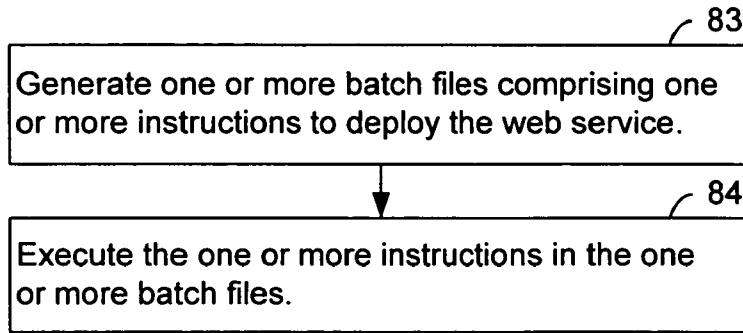 83
Generate one or more batch files comprising one
or more instructions to deploy the web service.
84
Execute the one or more instructions in the one
or more batch files.